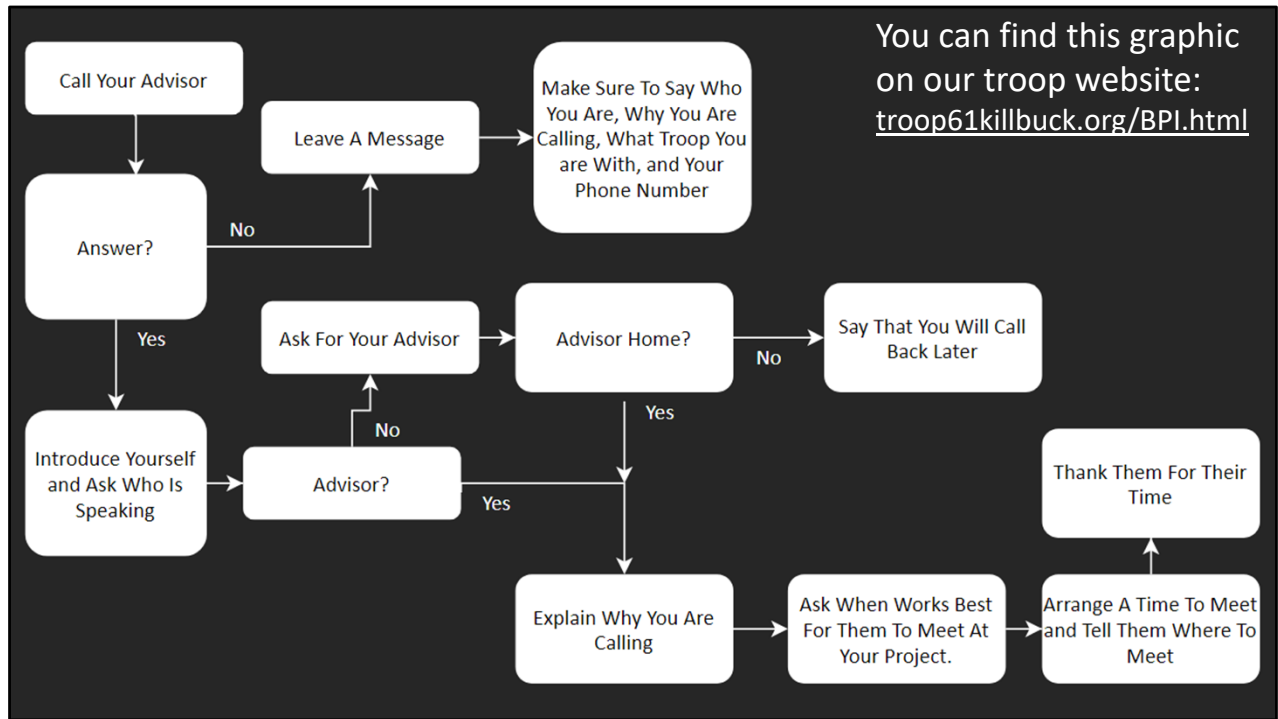 You can find this graphic
on our troop website:
troop61killbuck.org/BPI.html
Call Your Advisor
Answer?
No
Leave A Message
Make Sure To Say Who
You Are, Why You Are
Calling, What Troop You
are With, and Your
Phone Number
Yes
Introduce Yourself
and Ask Who Is
Speaking
Advisor?
No
Ask For Your Advisor
Advisor Home?
No
Say That You Will Call
Back Later
Yes
Yes
Explain Why You Are
Calling
Ask When Works Best
For Them To Meet At
Your Project.
Arrange A Time To Meet
and Tell Them Where To
Meet
Thank Them For Their
Time